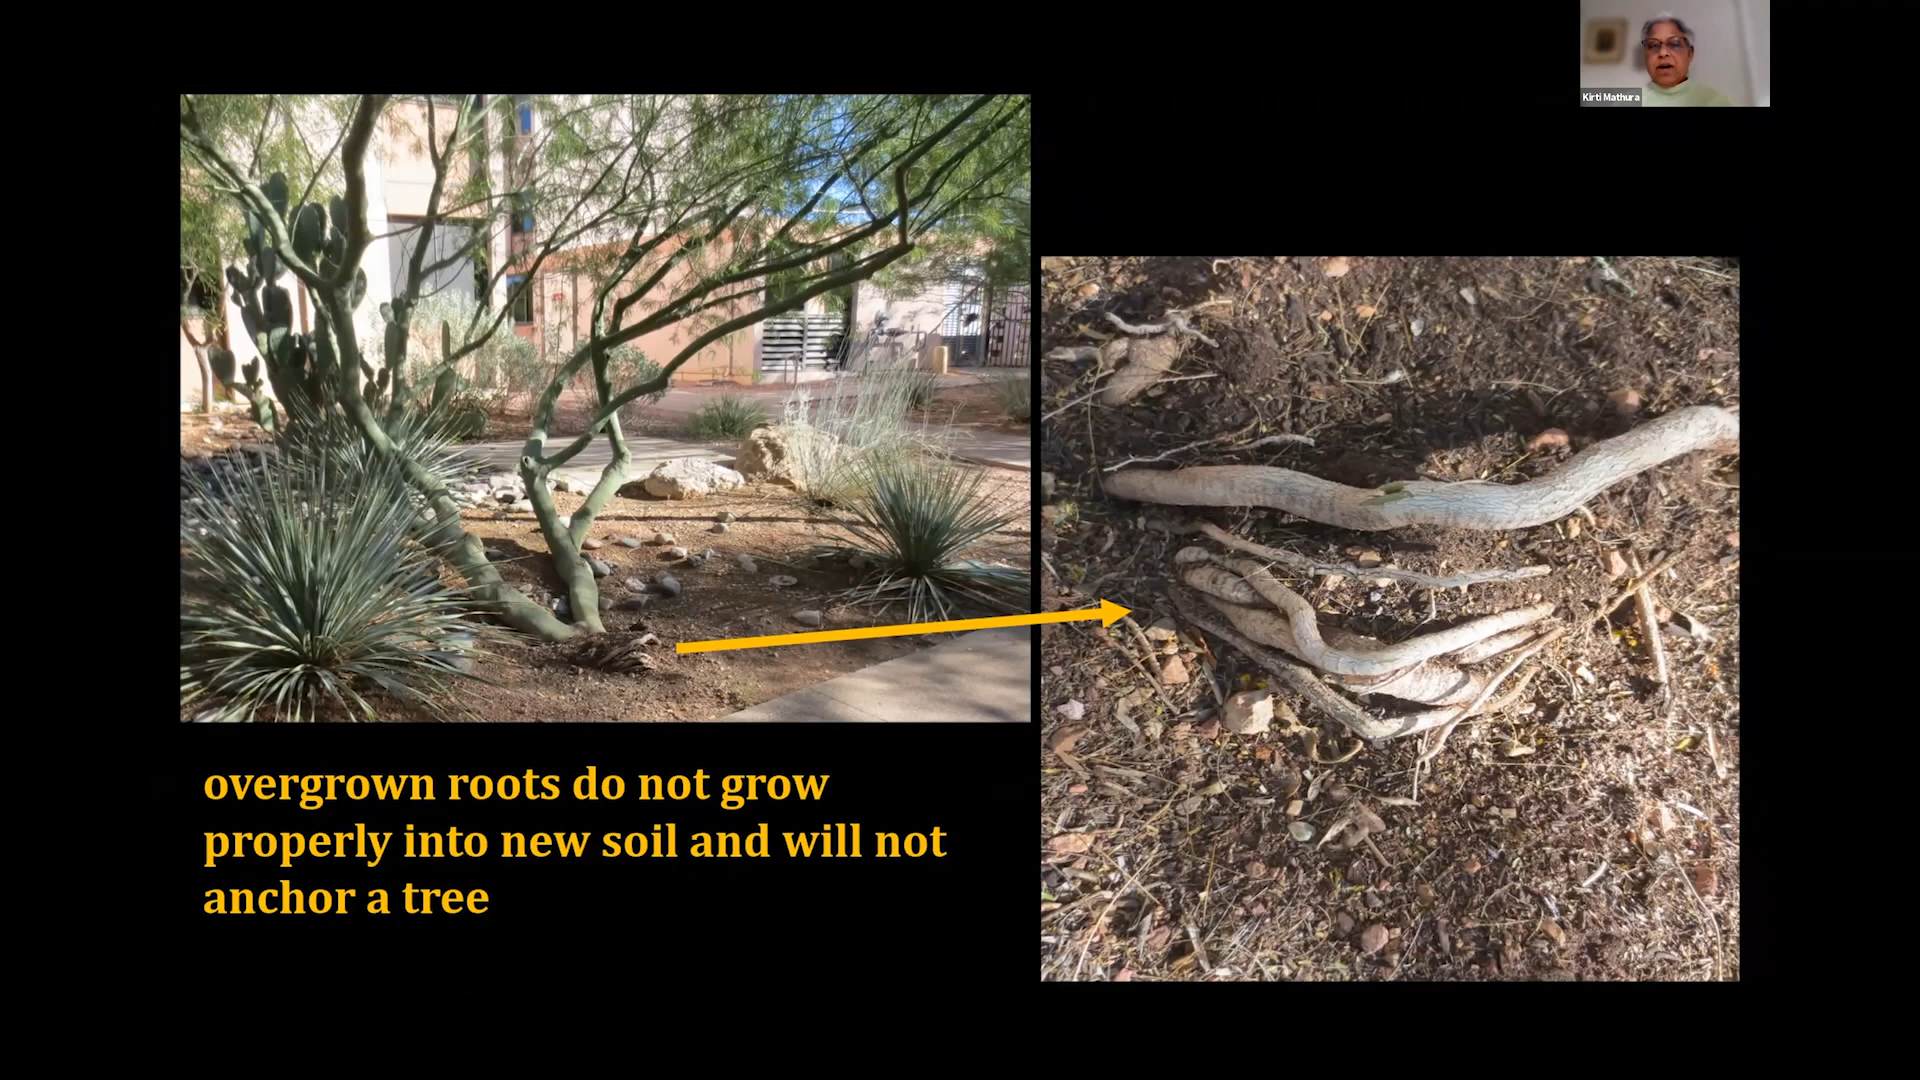 Kirti Mathura
overgrown roots do not grow
properly into new soil and will not
anchor a tree